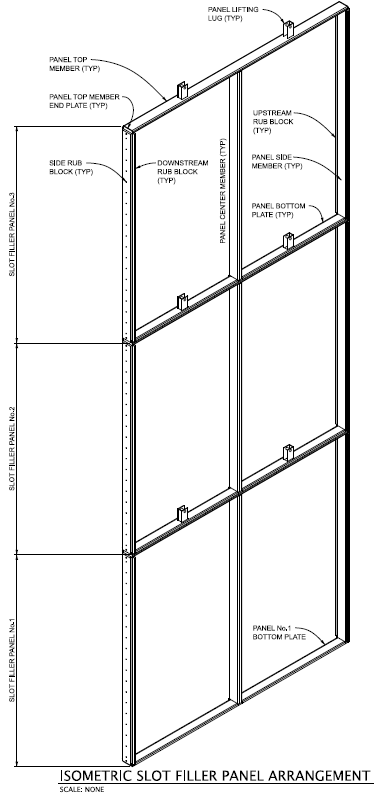 PANEL LIFTING
LUG (TYP)
PANEL TOP
MEMBER (TYP)
PANEL TOP MEMBER
END PLATE (TYP)
UPSTREAM
RUB BLOCK
(TYP)
SIDE RUB
BLOCK (TYP)
DOWNSTREAM
RUB BLOCK
(TYP)
PANEL CENTER MEMBER (TYP)
PANEL SIDE
MEMBER (TYP)
PANEL BOTTOM
PLATE (TYP)
SLOT FILLER PANEL No.3
SLOT FILLER PANEL No.2
SLOT FILLER PANEL No.1
PANEL No.1
BOTTOM PLATE
ISOMETRIC SLOT FILLER PANEL ARRANGEMENT
SCALE: NONE